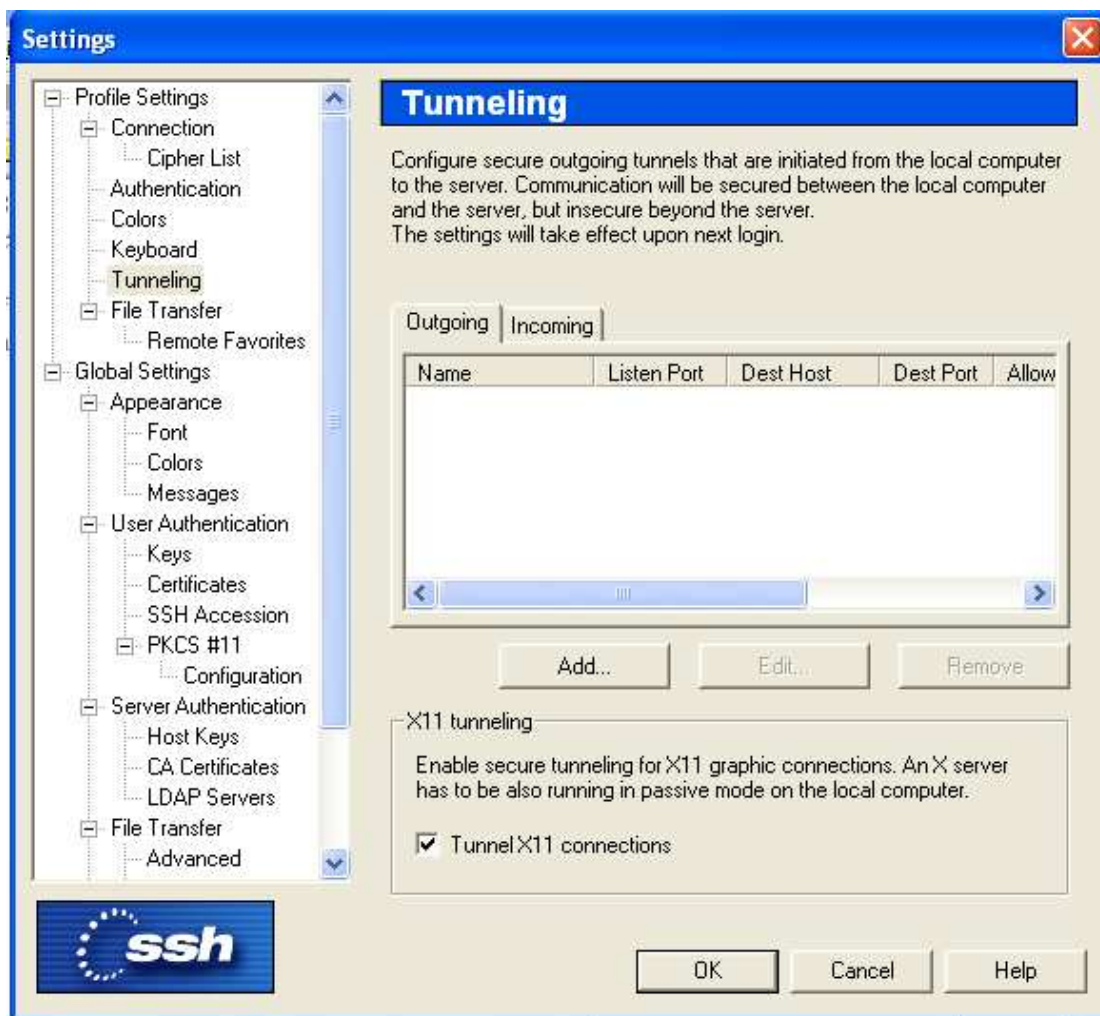 Settings
Profile Settings
Connection
Cipher List
Authentication
Colors
Keyboard
Tunneling
File Transfer
Remote Favorites
Global Settings
Appearance
Font
Colors
Messages
User Authentication
Keys
Certificates
SSH Accession
PKCS #11
Configuration
Server Authentication
Host Keys
CA Certificates
LDAP Servers
File Transfer
Advanced
ssh
Tunneling
Configure secure outgoing tunnels that are initiated from the local computer
to the server. Communication will be secured between the local computer
and the server, but insecure beyond the server.
The settings will take effect upon next login.
Outgoing Incoming
Name Listen Port Dest Host Dest Port Allow
Add... Edit... Remove
X11 tunneling
Enable secure tunneling for X11 graphic connections. An X server
has to be also running in passive mode on the local computer.
Tunnel X11 connections
OK Cancel Help